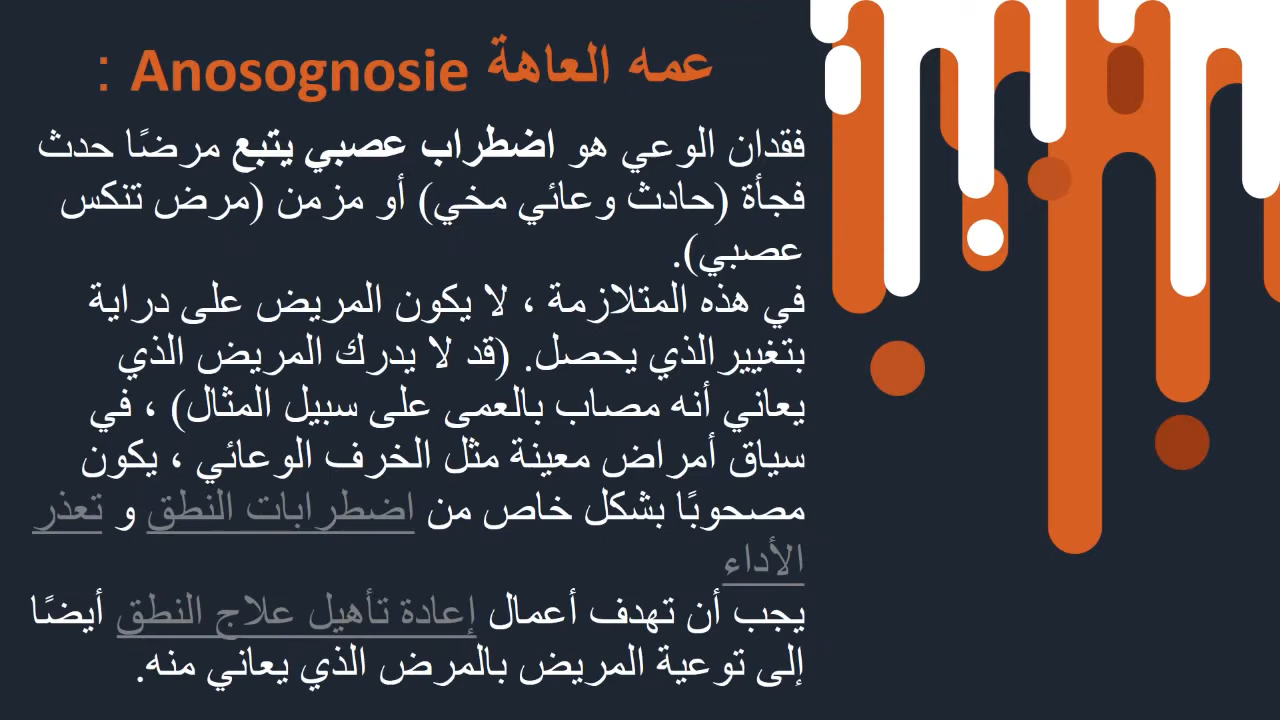 عمه العاهة Anosognosie :
فقدان الوعي هو اضطراب عصبي يتبع مرضًا حدث
فجأة (حادث وعائي مخي) أو مزمن (مرض تنكس
عصبي).
في هذه المتلازمة ، لا يكون المريض على دراية
بتغييرالذي يحصل. (قد لا يدرك المريض الذي
يعاني أنه مصاب بالعمى على سبيل المثال) ، في
سياق أمراض معينة مثل الخرف الوعائي ، يكون
مصحوبًا بشكل خاص من اضطرابات النطق و تعذر
الأداء
يجب أن تهدف أعمال إعادة تأهيل علاج النطق أيضًا
إلى توعية المريض بالمرض الذي يعاني منه.